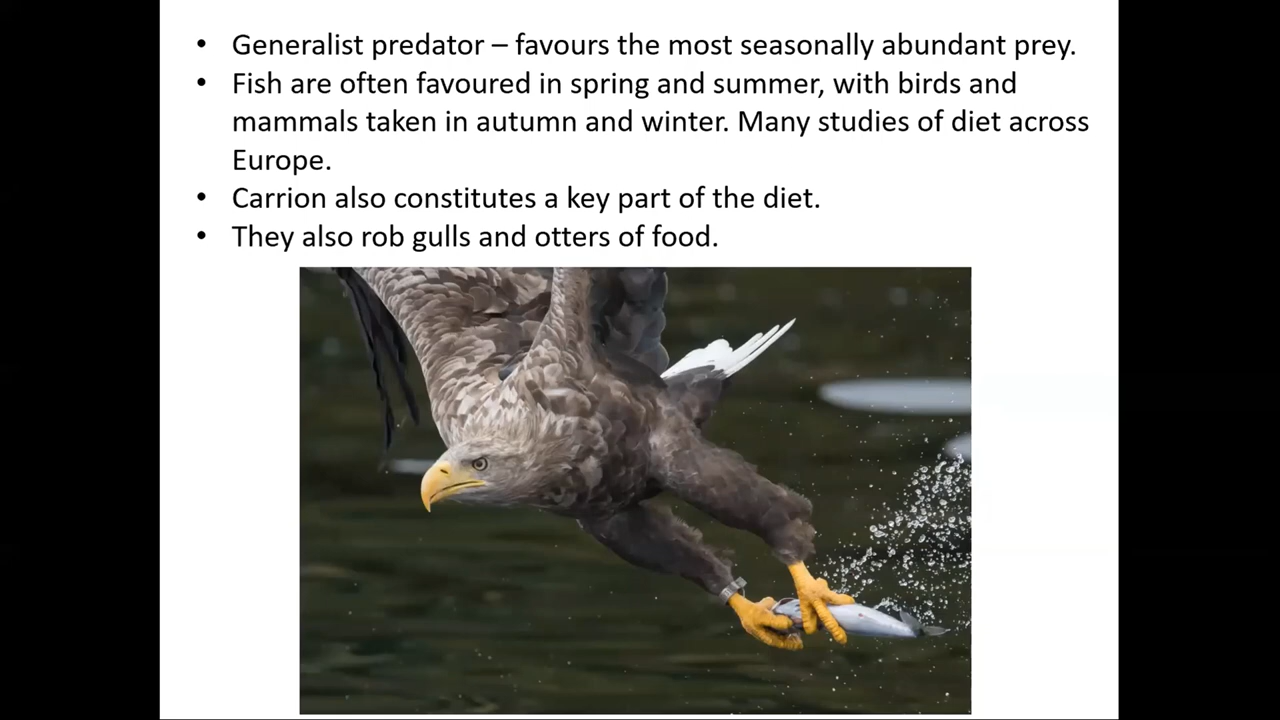 • Generalist predator – favours the most seasonally abundant prey.
• Fish are often favoured in spring and summer, with birds and
mammals taken in autumn and winter. Many studies of diet across
Europe.
• Carrion also constitutes a key part of the diet.
• They also rob gulls and otters of food.